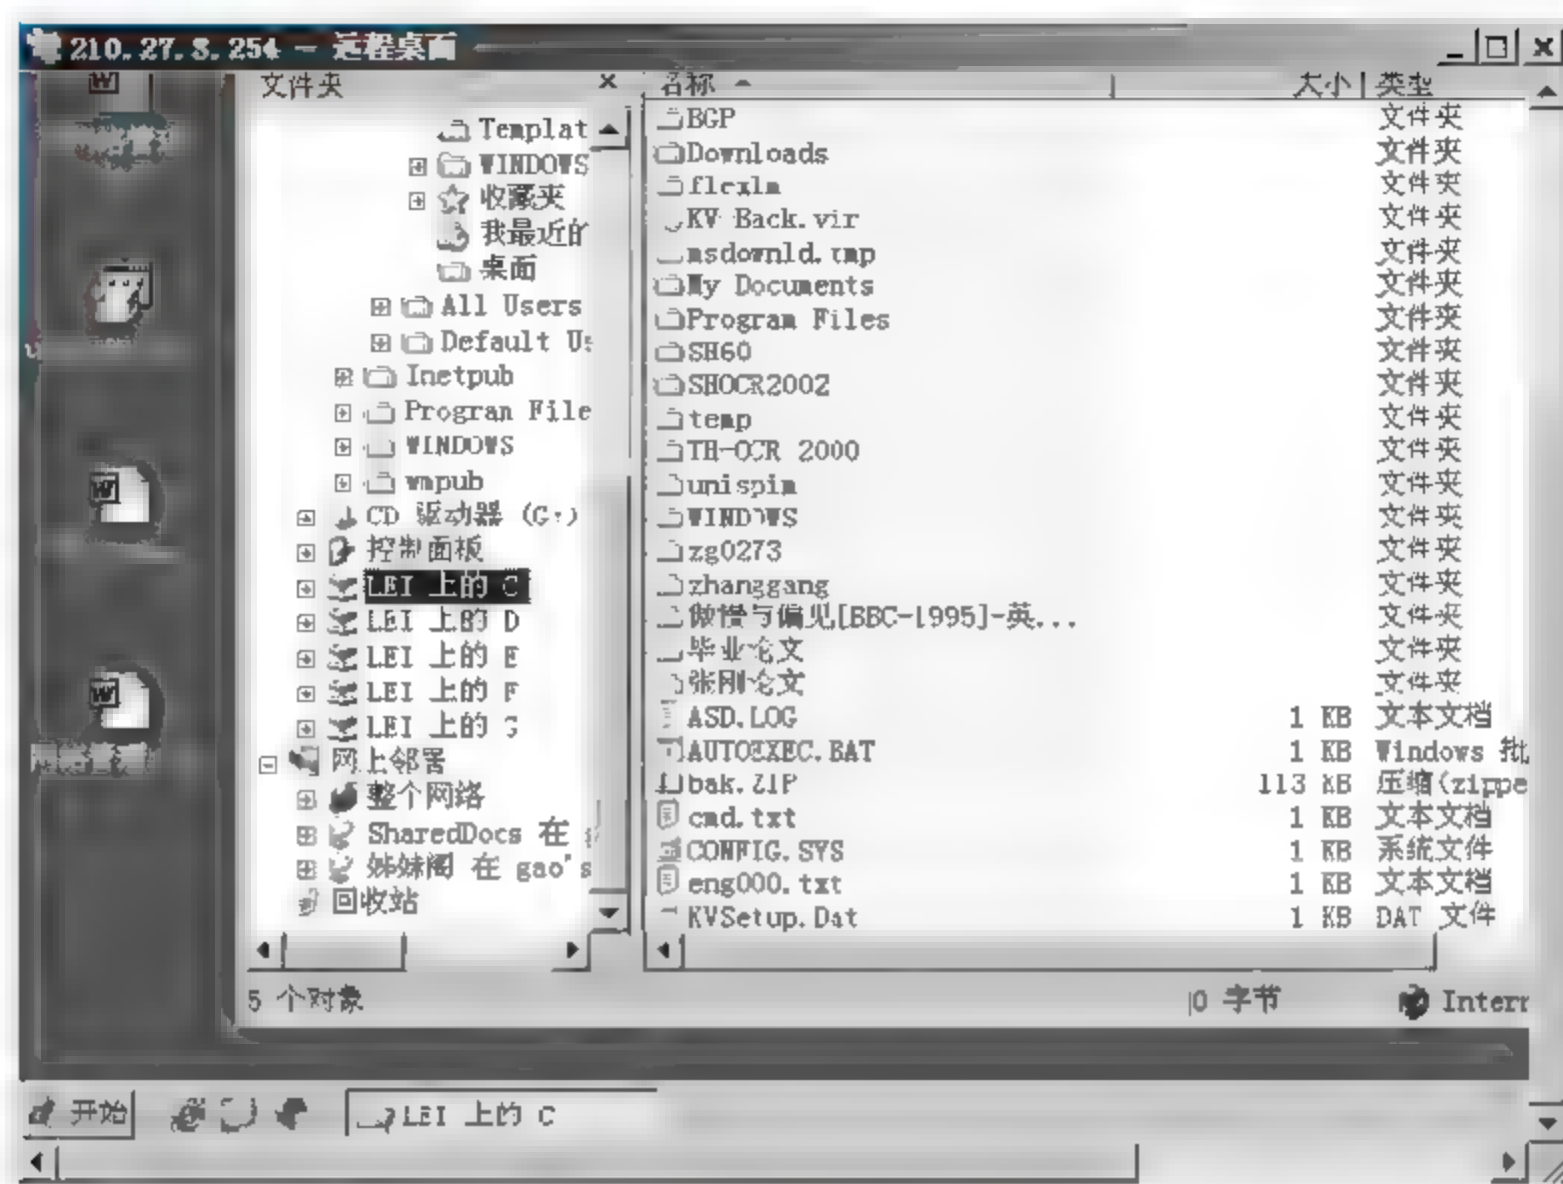 210.27.8.254 - 远程桌面
文件夹
Templat
WINDOWS
收藏夹
我最近的
桌面
All Users
Default Us
Inetpub
Program File
WINDOWS
wmpub
CD 驱动器 (G:)
控制面板
LEI 上的 C
LEI 上的 D
LEI 上的 E
LEI 上的 F
LEI 上的 G
网上邻居
整个网络
SharedDocs 在
姊妹阁 在 gao's
回收站
名称 大小 类型
BGP 文件夹
Downloads 文件夹
flexlm 文件夹
KV Back.vir 文件夹
msdownld.tmp 文件夹
My Documents 文件夹
Program Files 文件夹
SH60 文件夹
SHOCR2002 文件夹
temp 文件夹
TH-OCR 2000 文件夹
unispim 文件夹
WINDOWS 文件夹
zg0273 文件夹
zhanggang 文件夹
傲慢与偏见[BBC-1995]-英... 文件夹
毕业论文 文件夹
张刚论文 文件夹
ASD.LOG 1 KB 文本文档
AUTOEXEC.BAT 1 KB Windows 批
bak.ZIP 113 KB 压缩(zippe
cmd.txt 1 KB 文本文档
CONFIG.SYS 1 KB 系统文件
eng000.txt 1 KB 文本文档
KVSetup.Dat 1 KB DAT 文件
5 个对象 0 字节 Intern
开始 LEI 上的 C